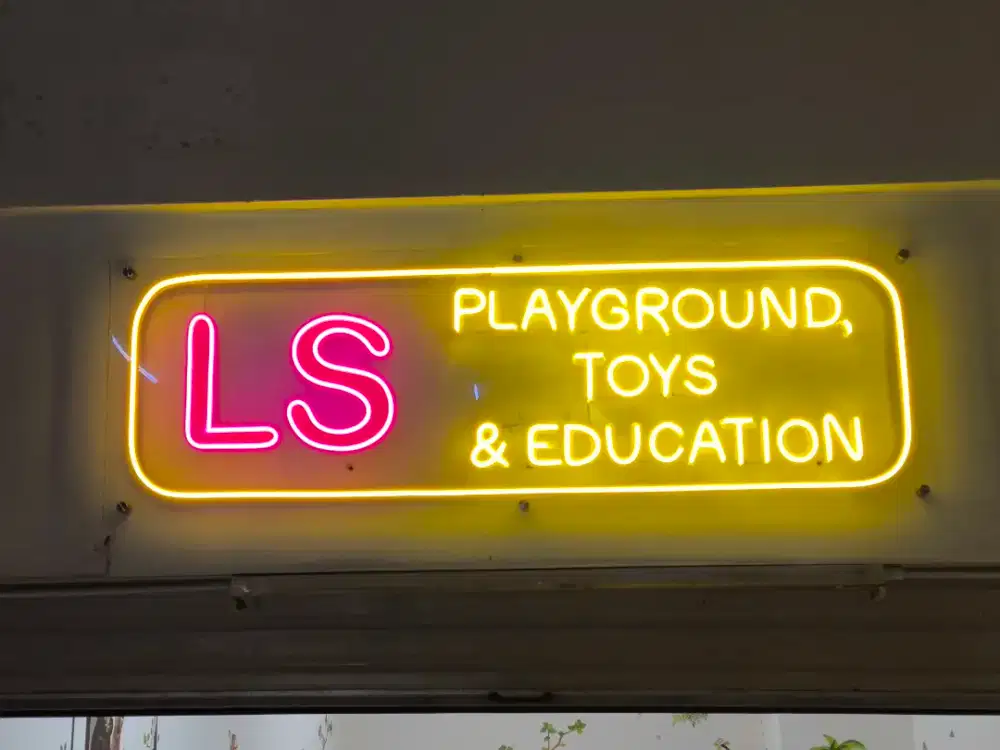 LS
PLAYGROUND,
TOYS
& EDUCATION